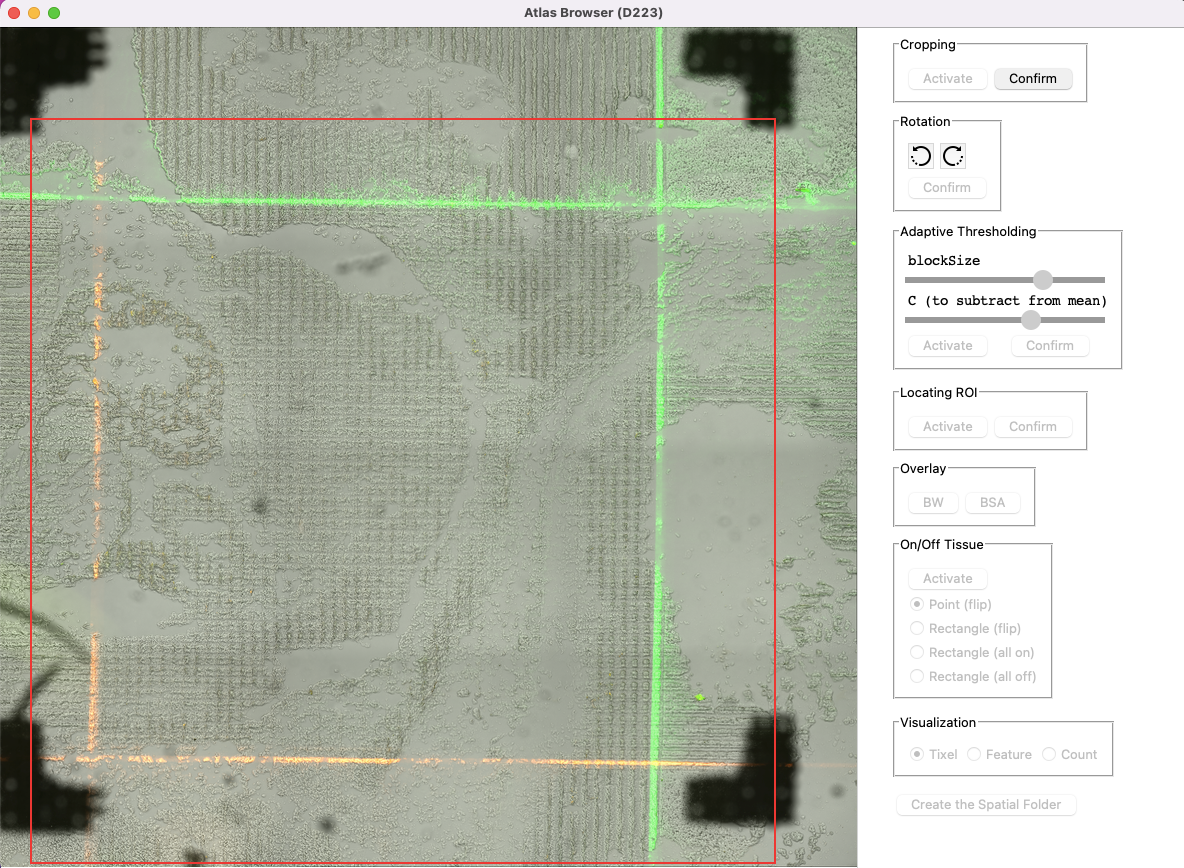 Atlas Browser (D223)
Cropping
Activate Confirm
Rotation
Confirm
Adaptive Thresholding
blockSize
C (to subtract from mean)
Activate Confirm
Locating ROI
Activate Confirm
Overlay
BW BSA
On/Off Tissue
Activate
Point (flip)
Rectangle (flip)
Rectangle (all on)
Rectangle (all off)
Visualization
Tixel Feature Count
Create the Spatial Folder